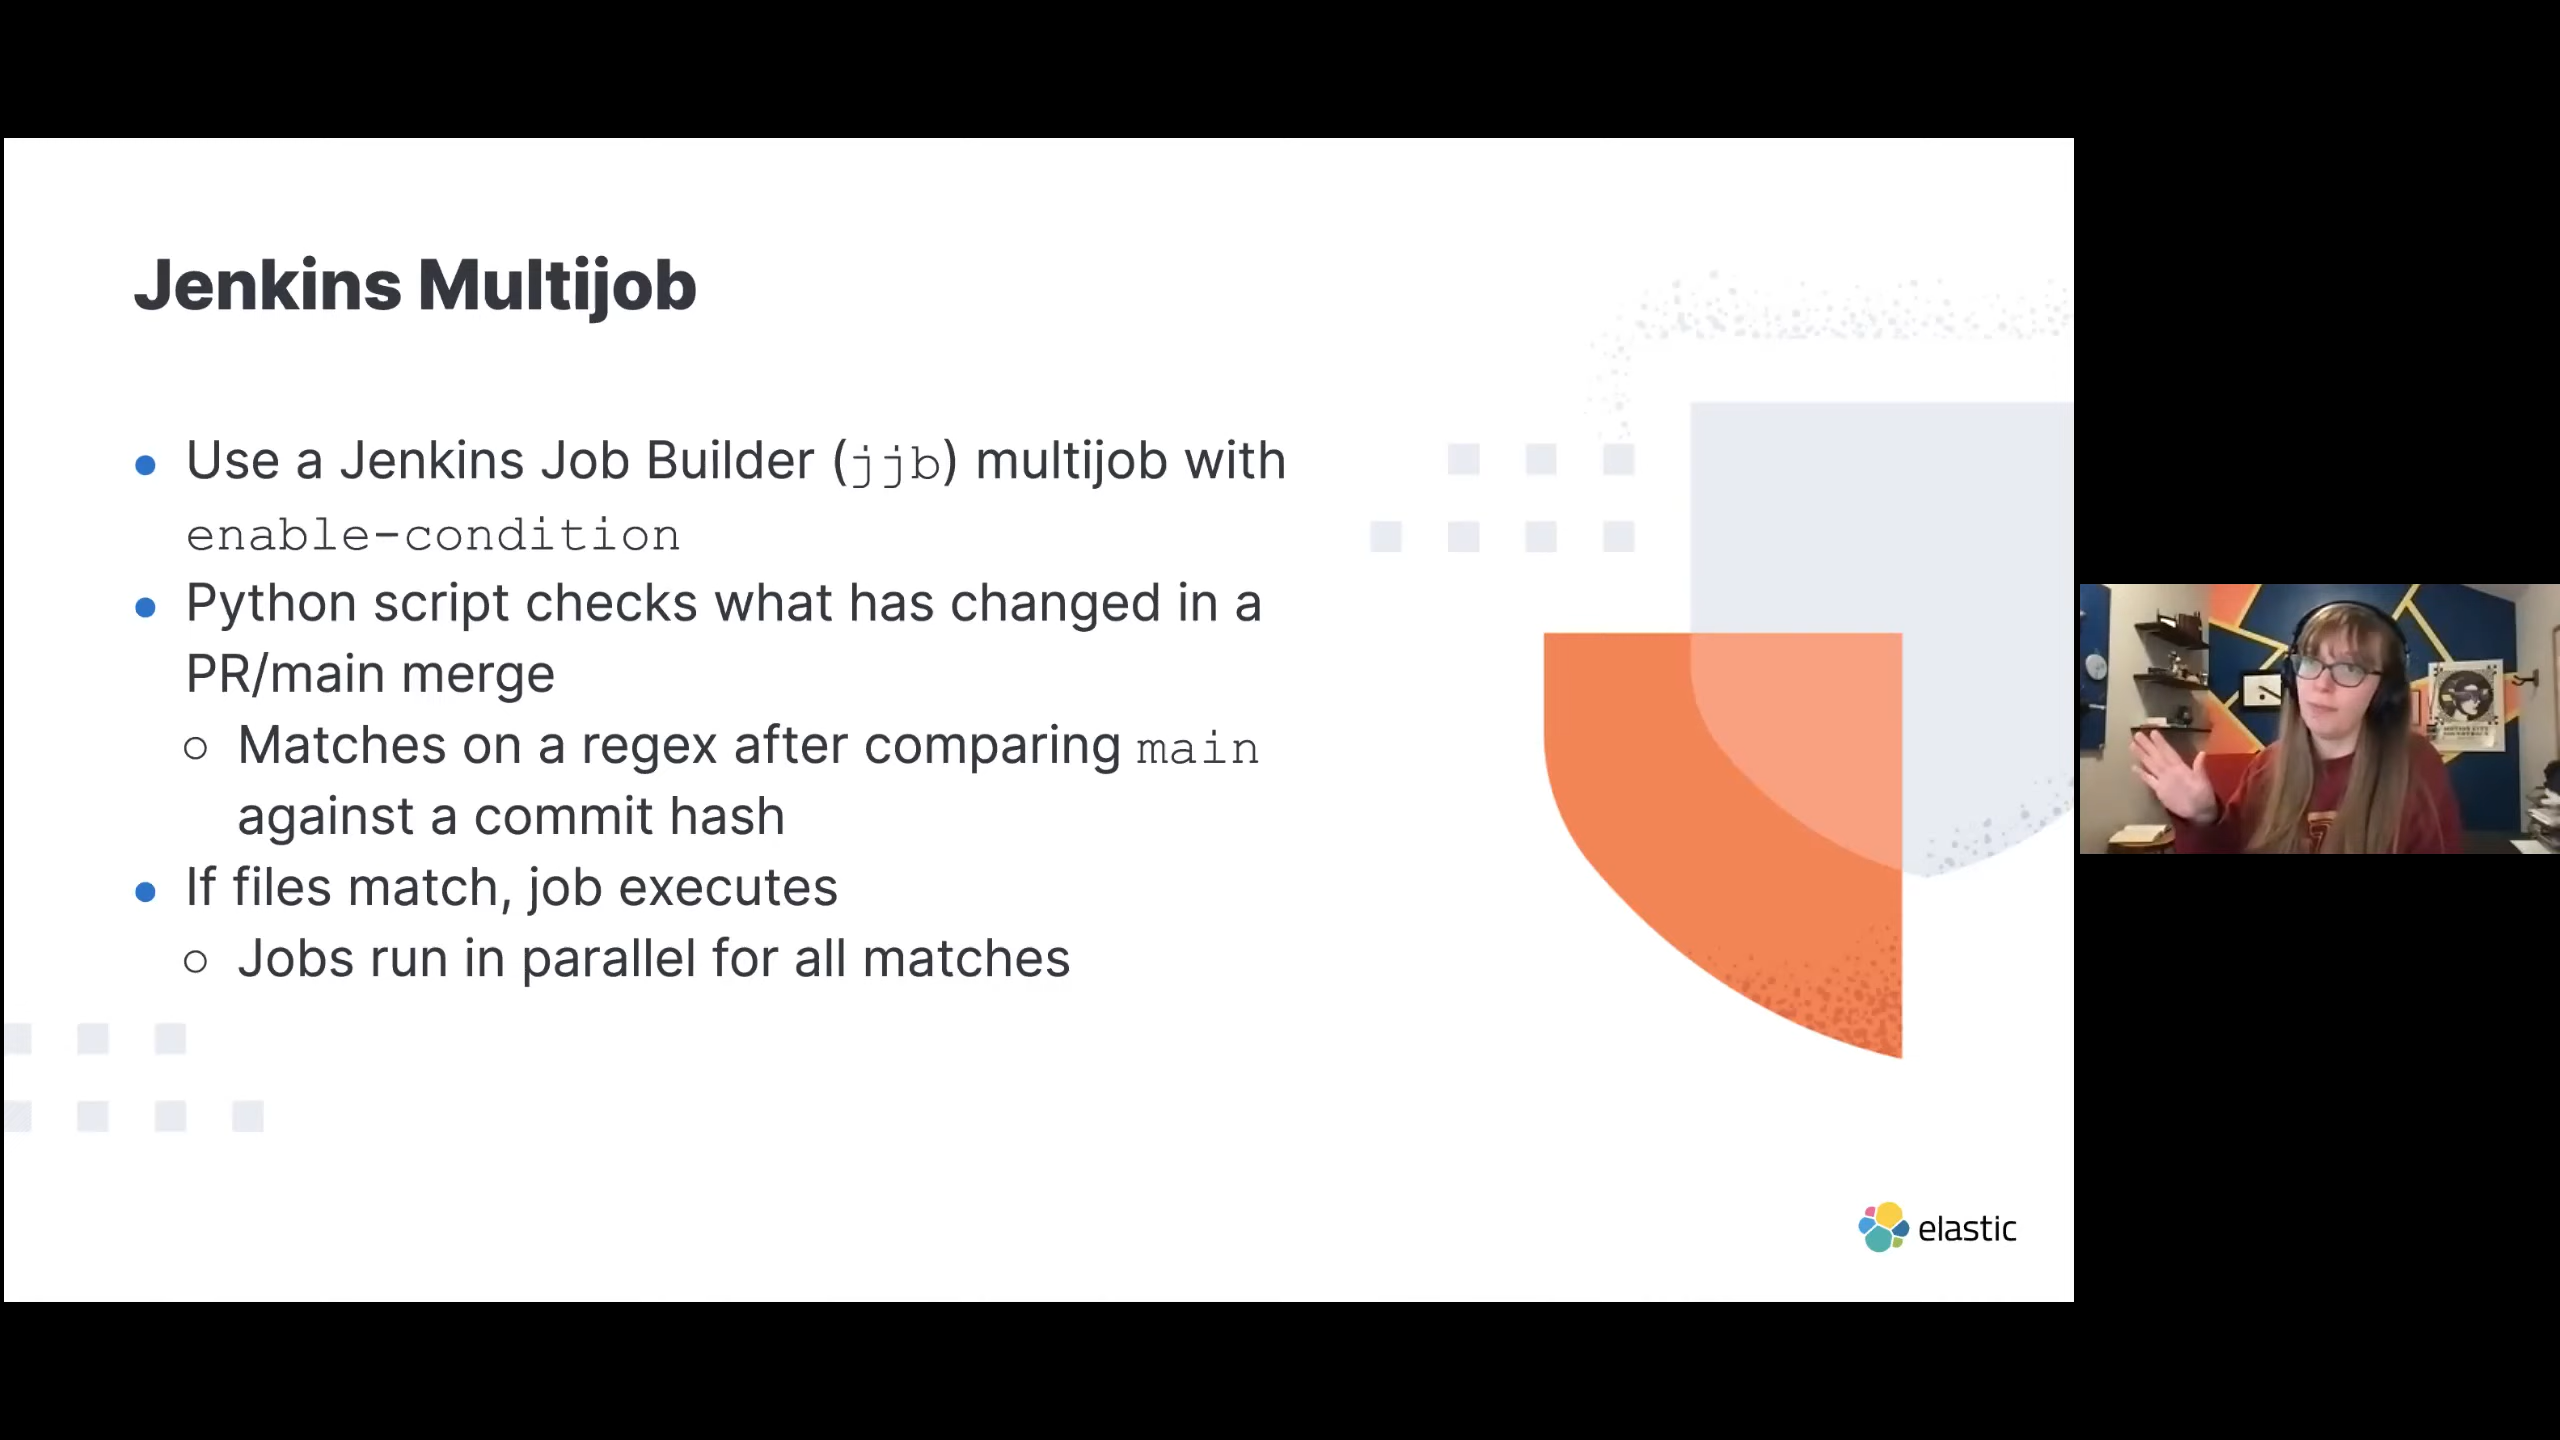 Jenkins Multijob
● Use a Jenkins Job Builder (jjb) multijob with
enable-condition
● Python script checks what has changed in a
PR/main merge
○ Matches on a regex after comparing main
against a commit hash
● If files match, job executes
○ Jobs run in parallel for all matches
elastic